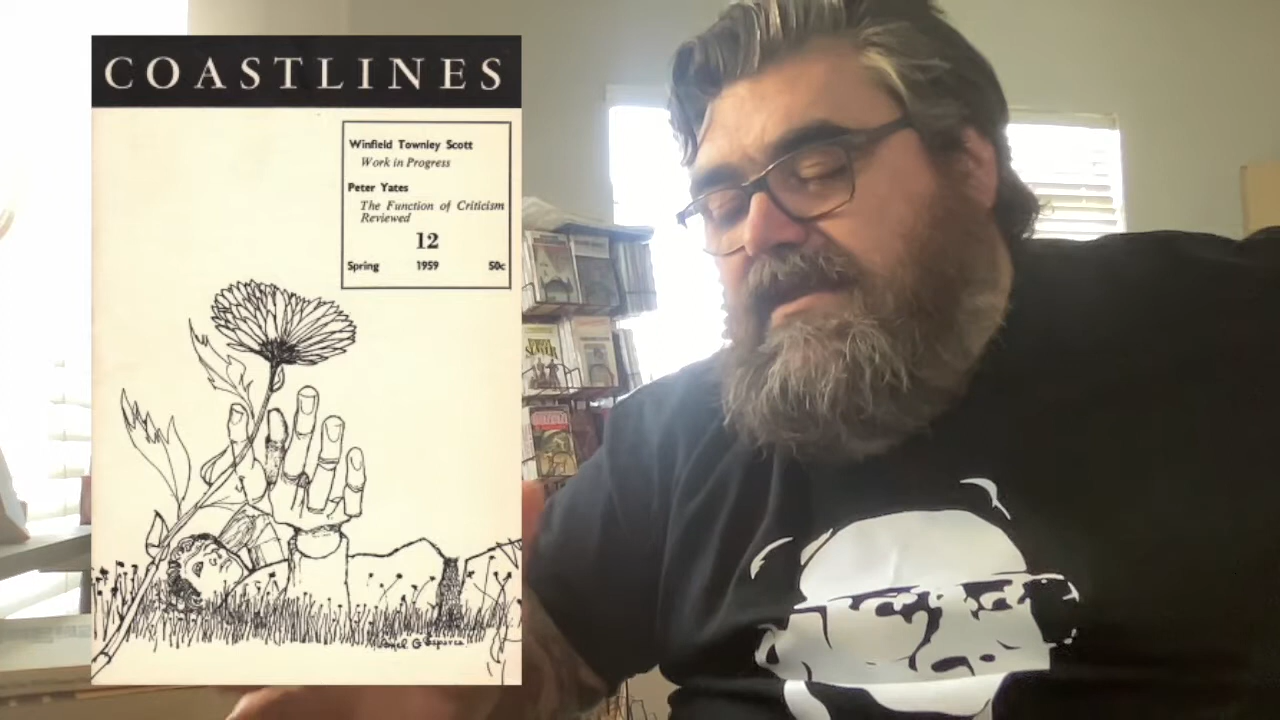 COASTLINES
Winfield Townley Scott
Work in Progress
Peter Yates
The Function of Criticism
Reviewed
12
Spring 1959 50c